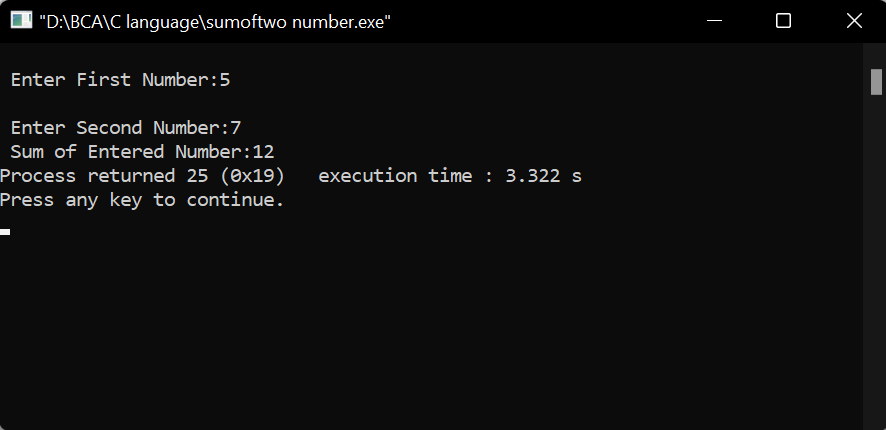 "D:\BCA\C language\sumoftwo number.exe"
Enter First Number:5
Enter Second Number:7
Sum of Entered Number:12
Process returned 25 (0x19)   execution time : 3.322 s
Press any key to continue.